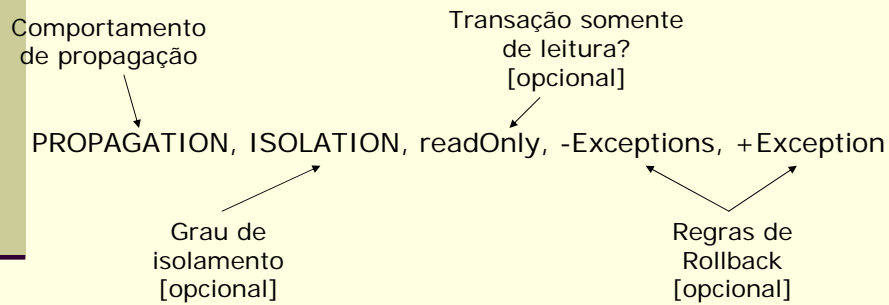 Comportamento
de propagação
Transação somente
de leitura?
[opcional]
PROPAGATION, ISOLATION, readOnly, -Exceptions, +Exception
Grau de
isolamento
[opcional]
Regras de
Rollback
[opcional]